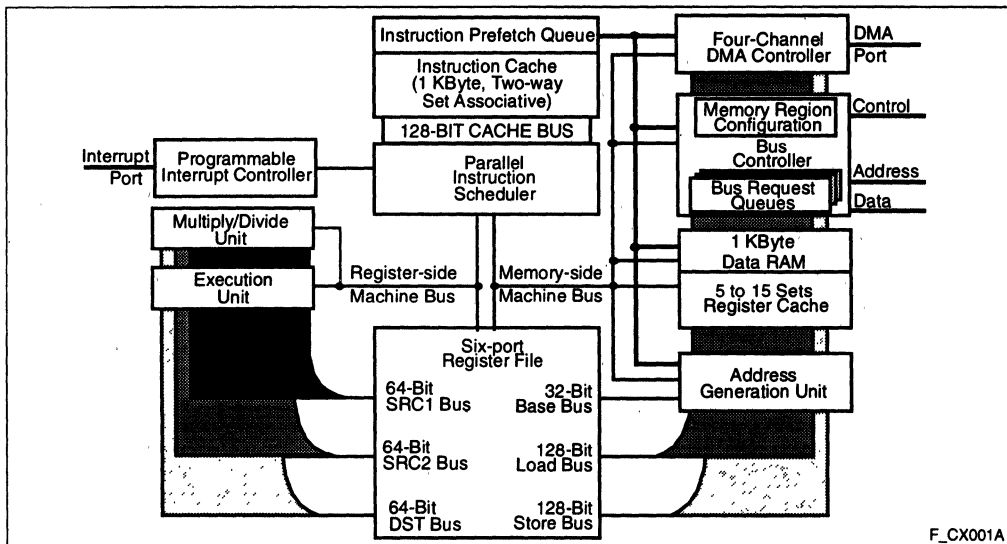 Instruction Prefetch Queue
Instruction Cache
(1 KByte, Two-way
Set Associative)
128-BIT CACHE BUS
Parallel
Instruction
Scheduler
Interrupt
Port
Programmable
Interrupt Controller
Multiply/Divide
Unit
Execution
Unit
Register-side
Machine Bus
Memory-side
Machine Bus
Four-Channel
DMA Controller
DMA
Port
Memory Region
Configuration
Bus
Controller
Bus Request
Queues
Control
Address
Data
1 KByte
Data RAM
5 to 15 Sets
Register Cache
Address
Generation Unit
Six-port
Register File
64-Bit
SRC1 Bus
32-Bit
Base Bus
64-Bit
SRC2 Bus
128-Bit
Load Bus
64-Bit
DST Bus
128-Bit
Store Bus
F_CX001A